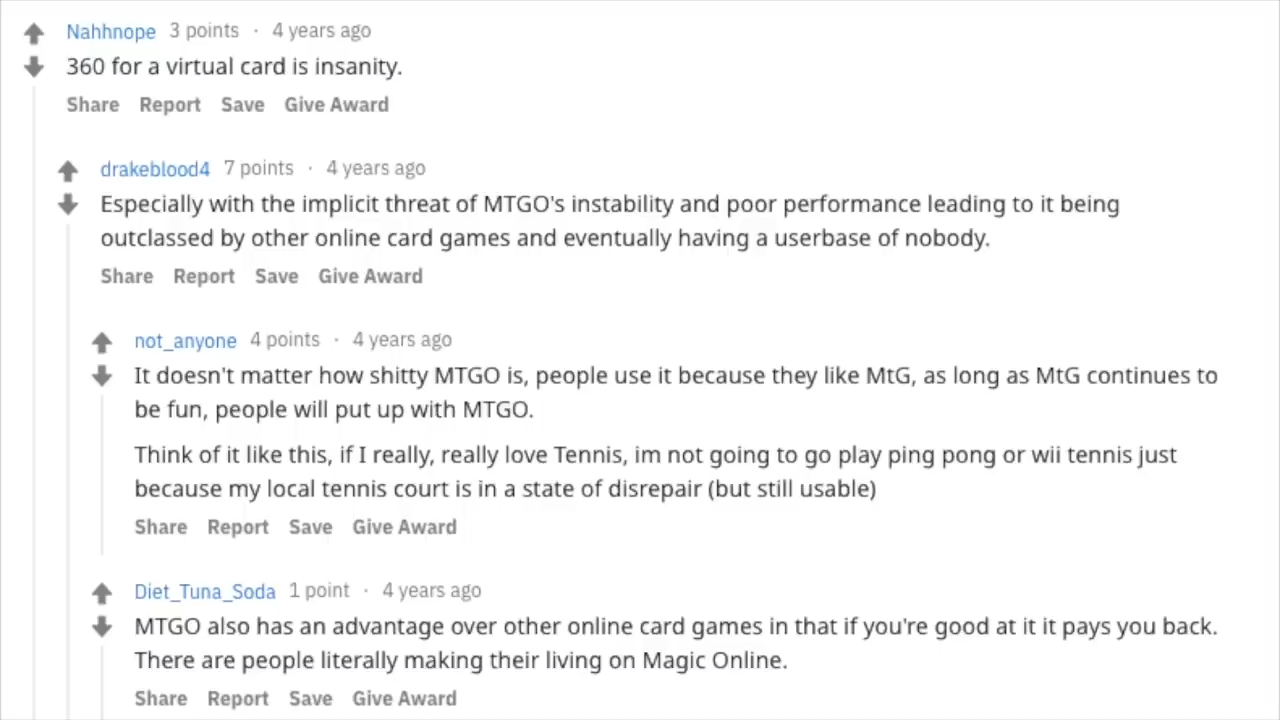 Nahhnope 3 points · 4 years ago
360 for a virtual card is insanity.
Share Report Save Give Award
drakeblood4 7 points · 4 years ago
Especially with the implicit threat of MTGO's instability and poor performance leading to it being
outclassed by other online card games and eventually having a userbase of nobody.
Share Report Save Give Award
not_anyone 4 points · 4 years ago
It doesn't matter how shitty MTGO is, people use it because they like MtG, as long as MtG continues to
be fun, people will put up with MTGO.
Think of it like this, if I really, really love Tennis, im not going to go play ping pong or wii tennis just
because my local tennis court is in a state of disrepair (but still usable)
Share Report Save Give Award
Diet_Tuna_Soda 1 point · 4 years ago
MTGO also has an advantage over other online card games in that if you're good at it it pays you back.
There are people literally making their living on Magic Online.
Share Report Save Give Award